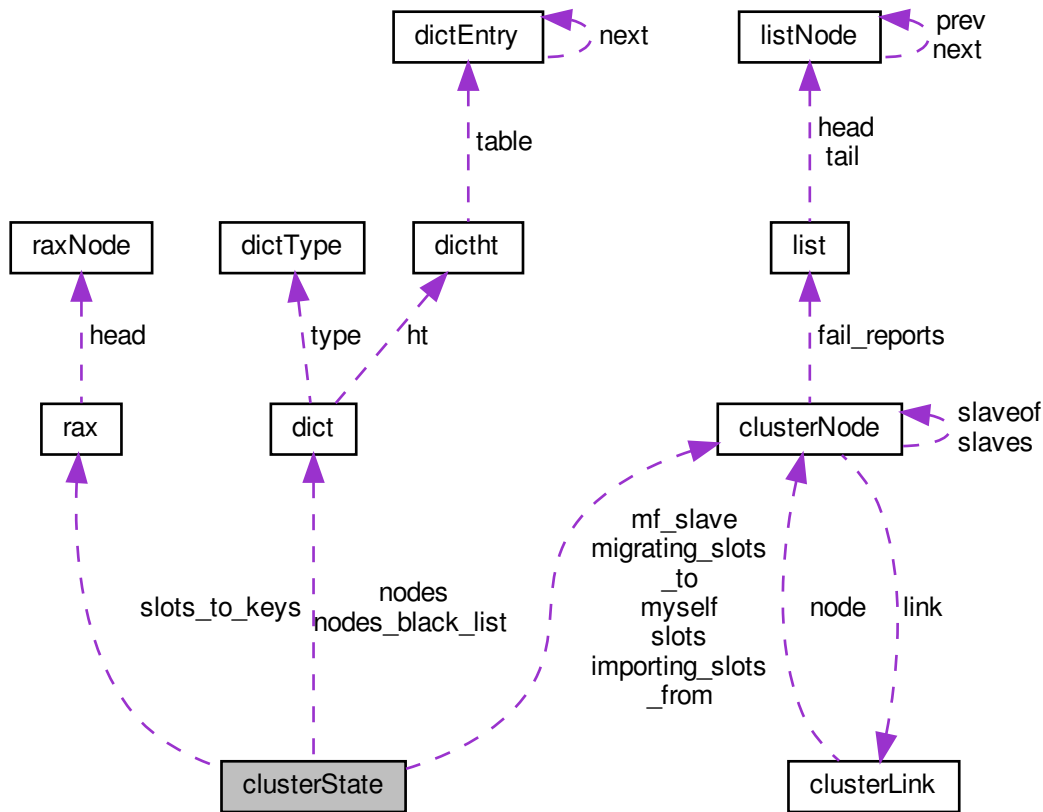 dictEntry
next
listNode
prev
next
table
head
tail
raxNode
dictType
dictht
list
head
type
ht
fail_reports
rax
dict
clusterNode
slaveof
slaves
slots_to_keys
nodes
nodes_black_list
mf_slave
migrating_slots
_to
myself
slots
importing_slots
_from
node
link
clusterState
clusterLink